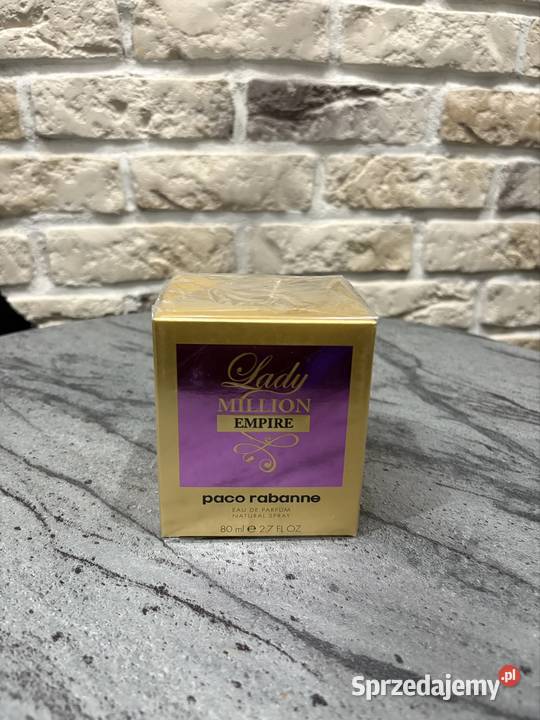 Lady
MILLION
EMPIRE
paco rabanne
EAU DE PARFUM
NATURAL SPRAY
80 ml e 2.7 FL OZ
Sprzedajemy.pl